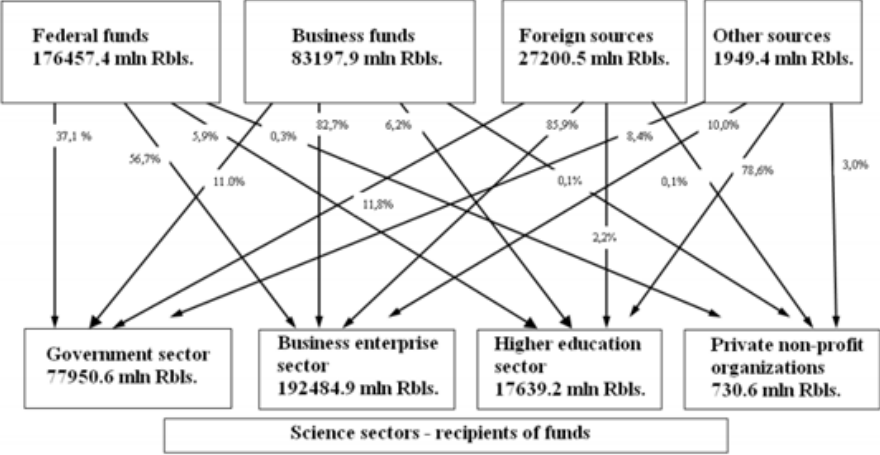 Federal funds
176457.4 mln Rbls.
Business funds
83197.9 mln Rbls.
Foreign sources
27200.5 mln Rbls.
Other sources
1949.4 mln Rbls.
37,1 %
56,7%
5,9%
0,3%
11.0%
82,7%
6,2%
0,1%
11,8%
85,9%
2,2%
0,1%
8,4%
10,0%
78,6%
3,0%
Government sector
77950.6 mln Rbls.
Business enterprise
sector
192484.9 mln Rbls.
Higher education
sector
17639.2 mln Rbls.
Private non-profit
organizations
730.6 mln Rbls.
Science sectors - recipients of funds